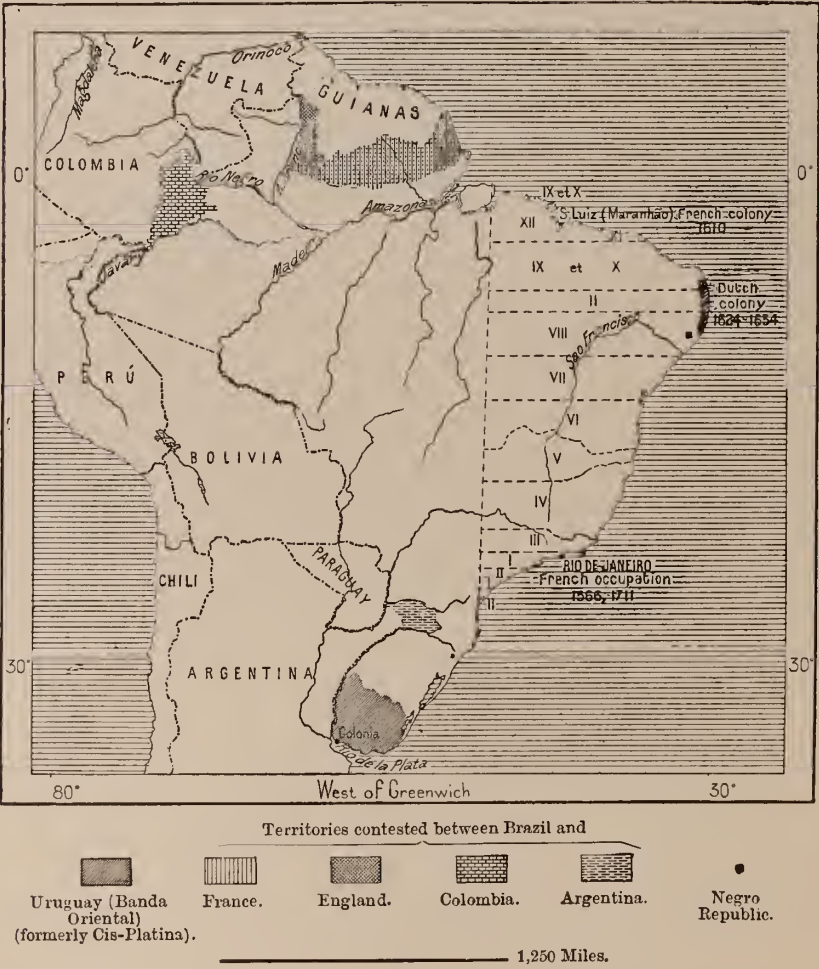 VENEZUELA
Orinoco
Magdalena
GUIANAS
COLOMBIA
0°
0°
Rio Negro
Amazona
IX et X
S. Luiz (Maranhão) French colony
1610
XII
Javary
Madeira
IX et X
II
Dutch
colony
1624-1654
VIII
São Francisco
VII
PERÚ
VI
BOLIVIA
V
IV
III
PARAGUAY
I
II
RIO DE JANEIRO
French occupation
1566, 1711
CHILI
II
30°
30°
ARGENTINA
Colonia
Rio de la Plata
80°
West of Greenwich
30°
Territories contested between Brazil and
Uruguay (Banda
Oriental)
(formerly Cis-Platina).
France.
England.
Colombia.
Argentina.
Negro
Republic.
1,250 Miles.